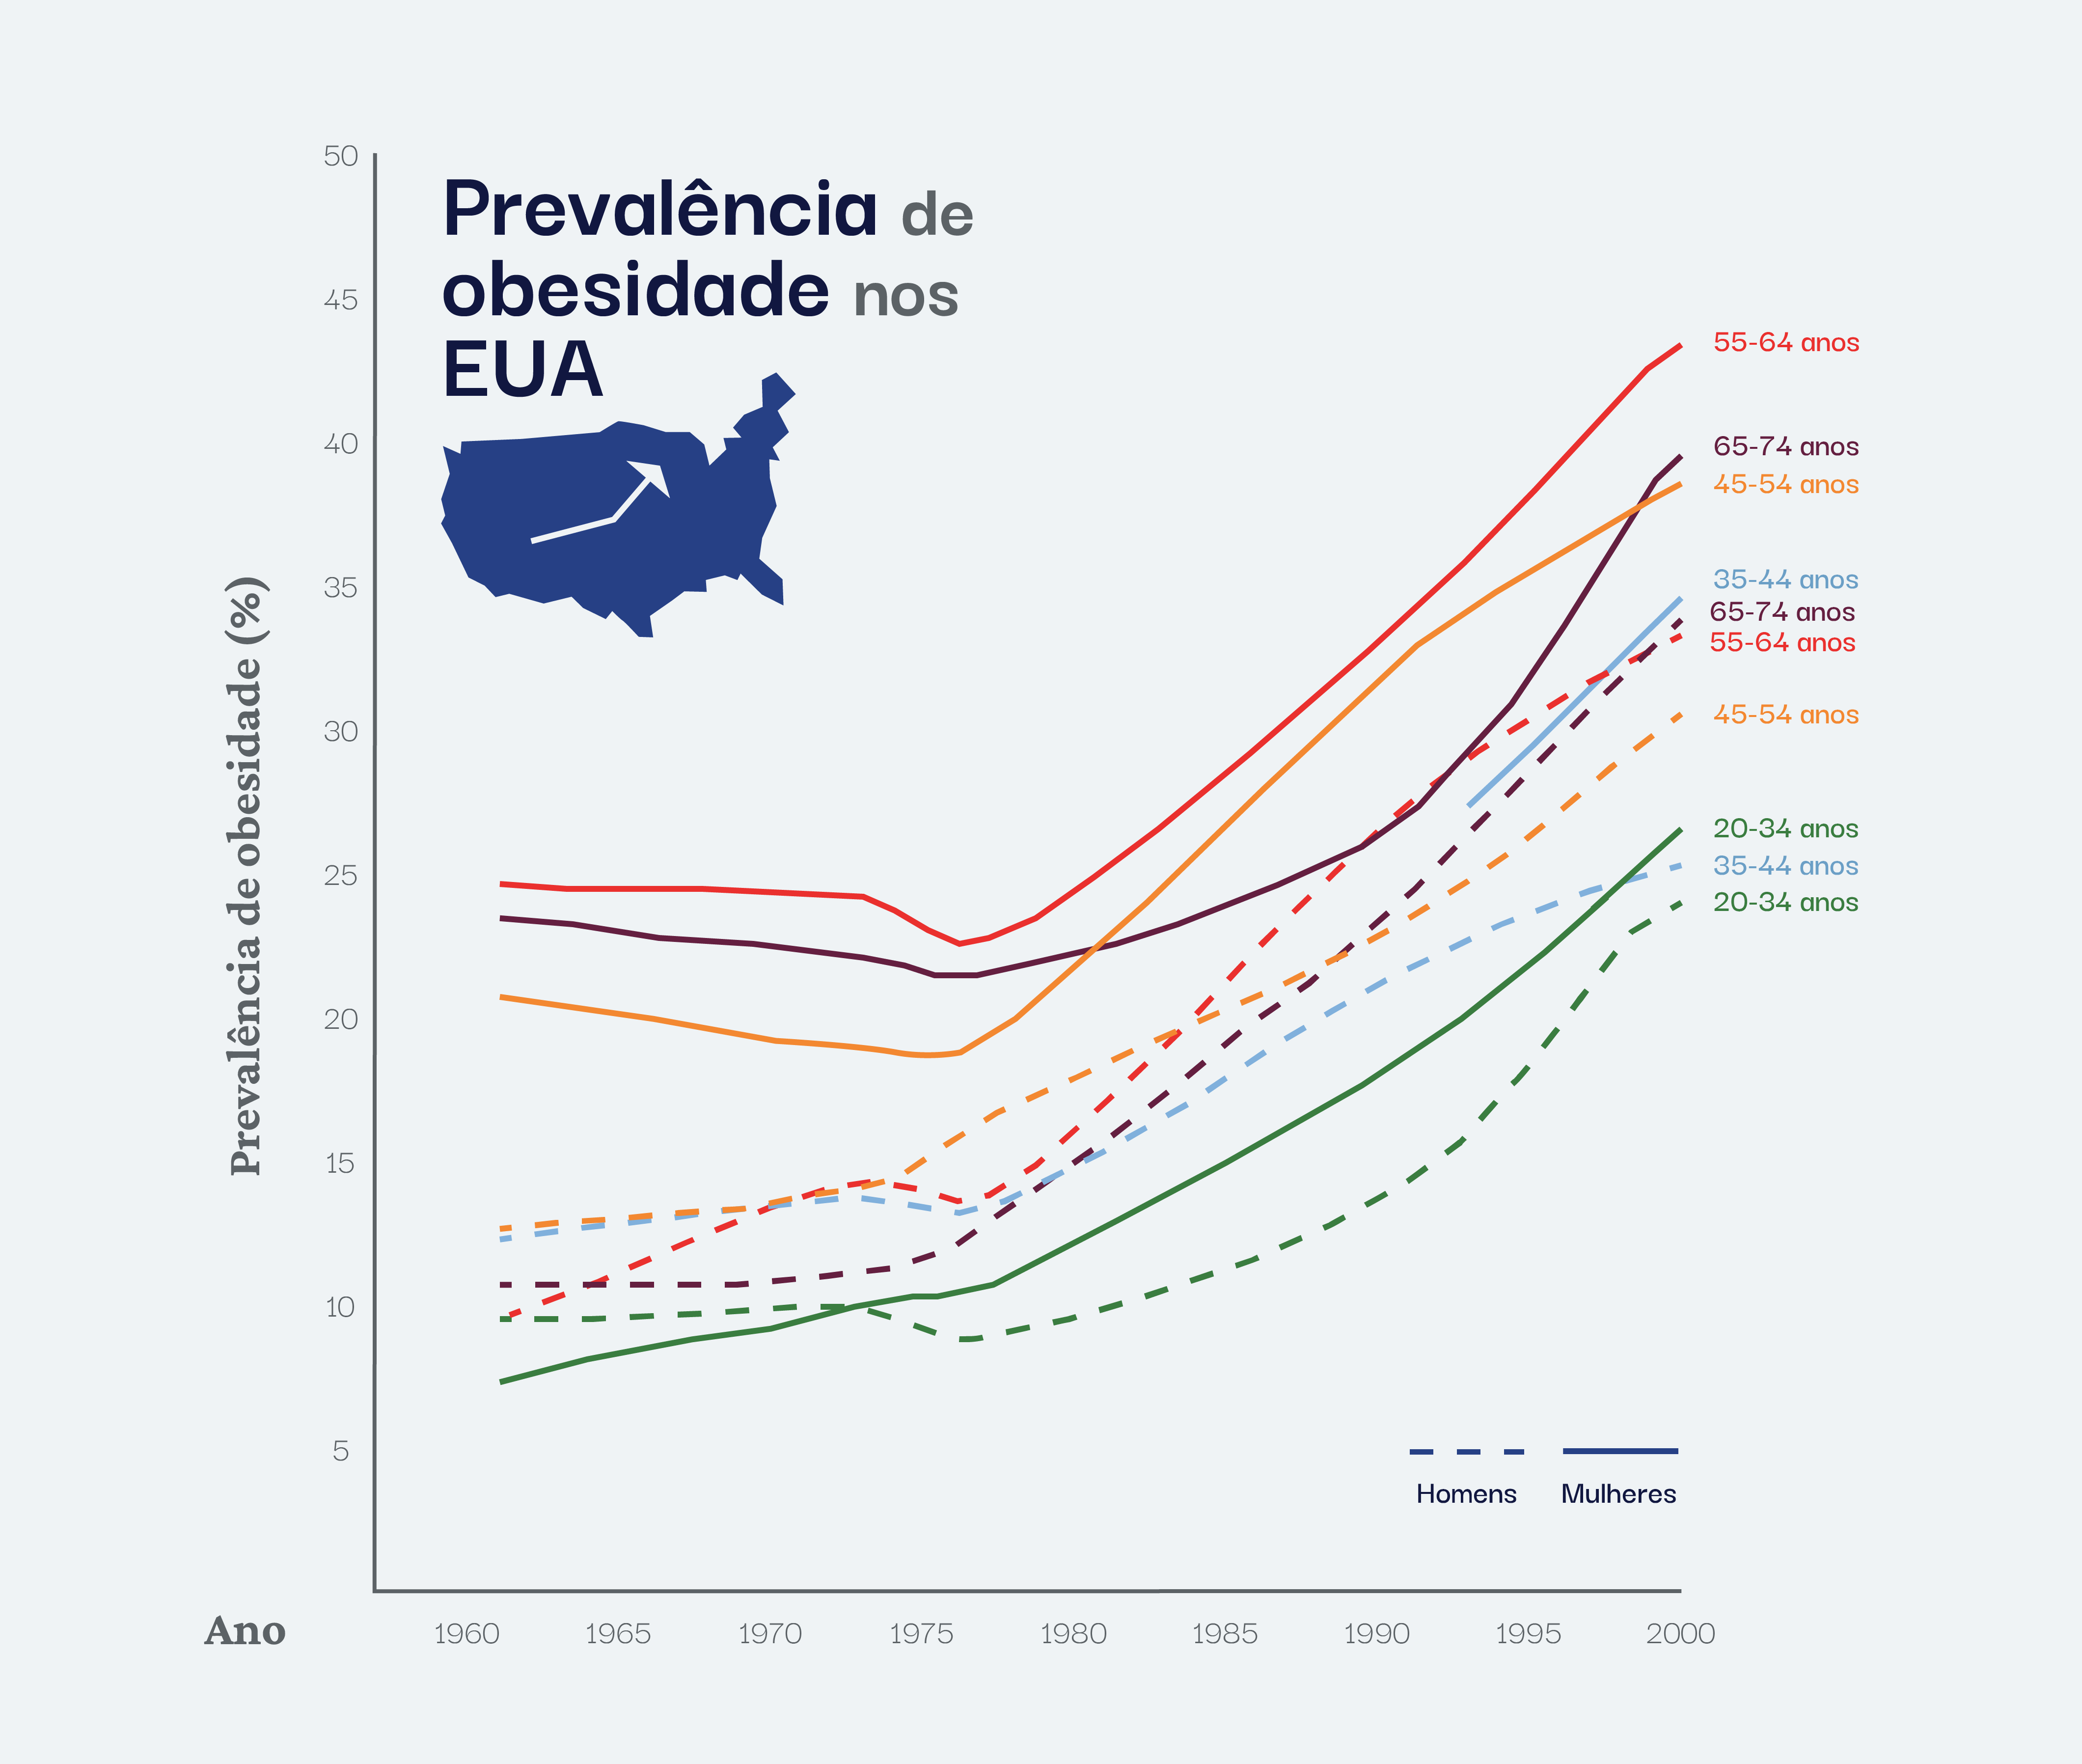 Prevalência de
obesidade nos
EUA
Prevalência de obesidade (%)
50
45
40
35
30
25
20
15
10
5
55-64 anos
65-74 anos
45-54 anos
35-44 anos
65-74 anos
55-64 anos
45-54 anos
20-34 anos
35-44 anos
20-34 anos
Homens Mulheres
Ano 1960 1965 1970 1975 1980 1985 1990 1995 2000